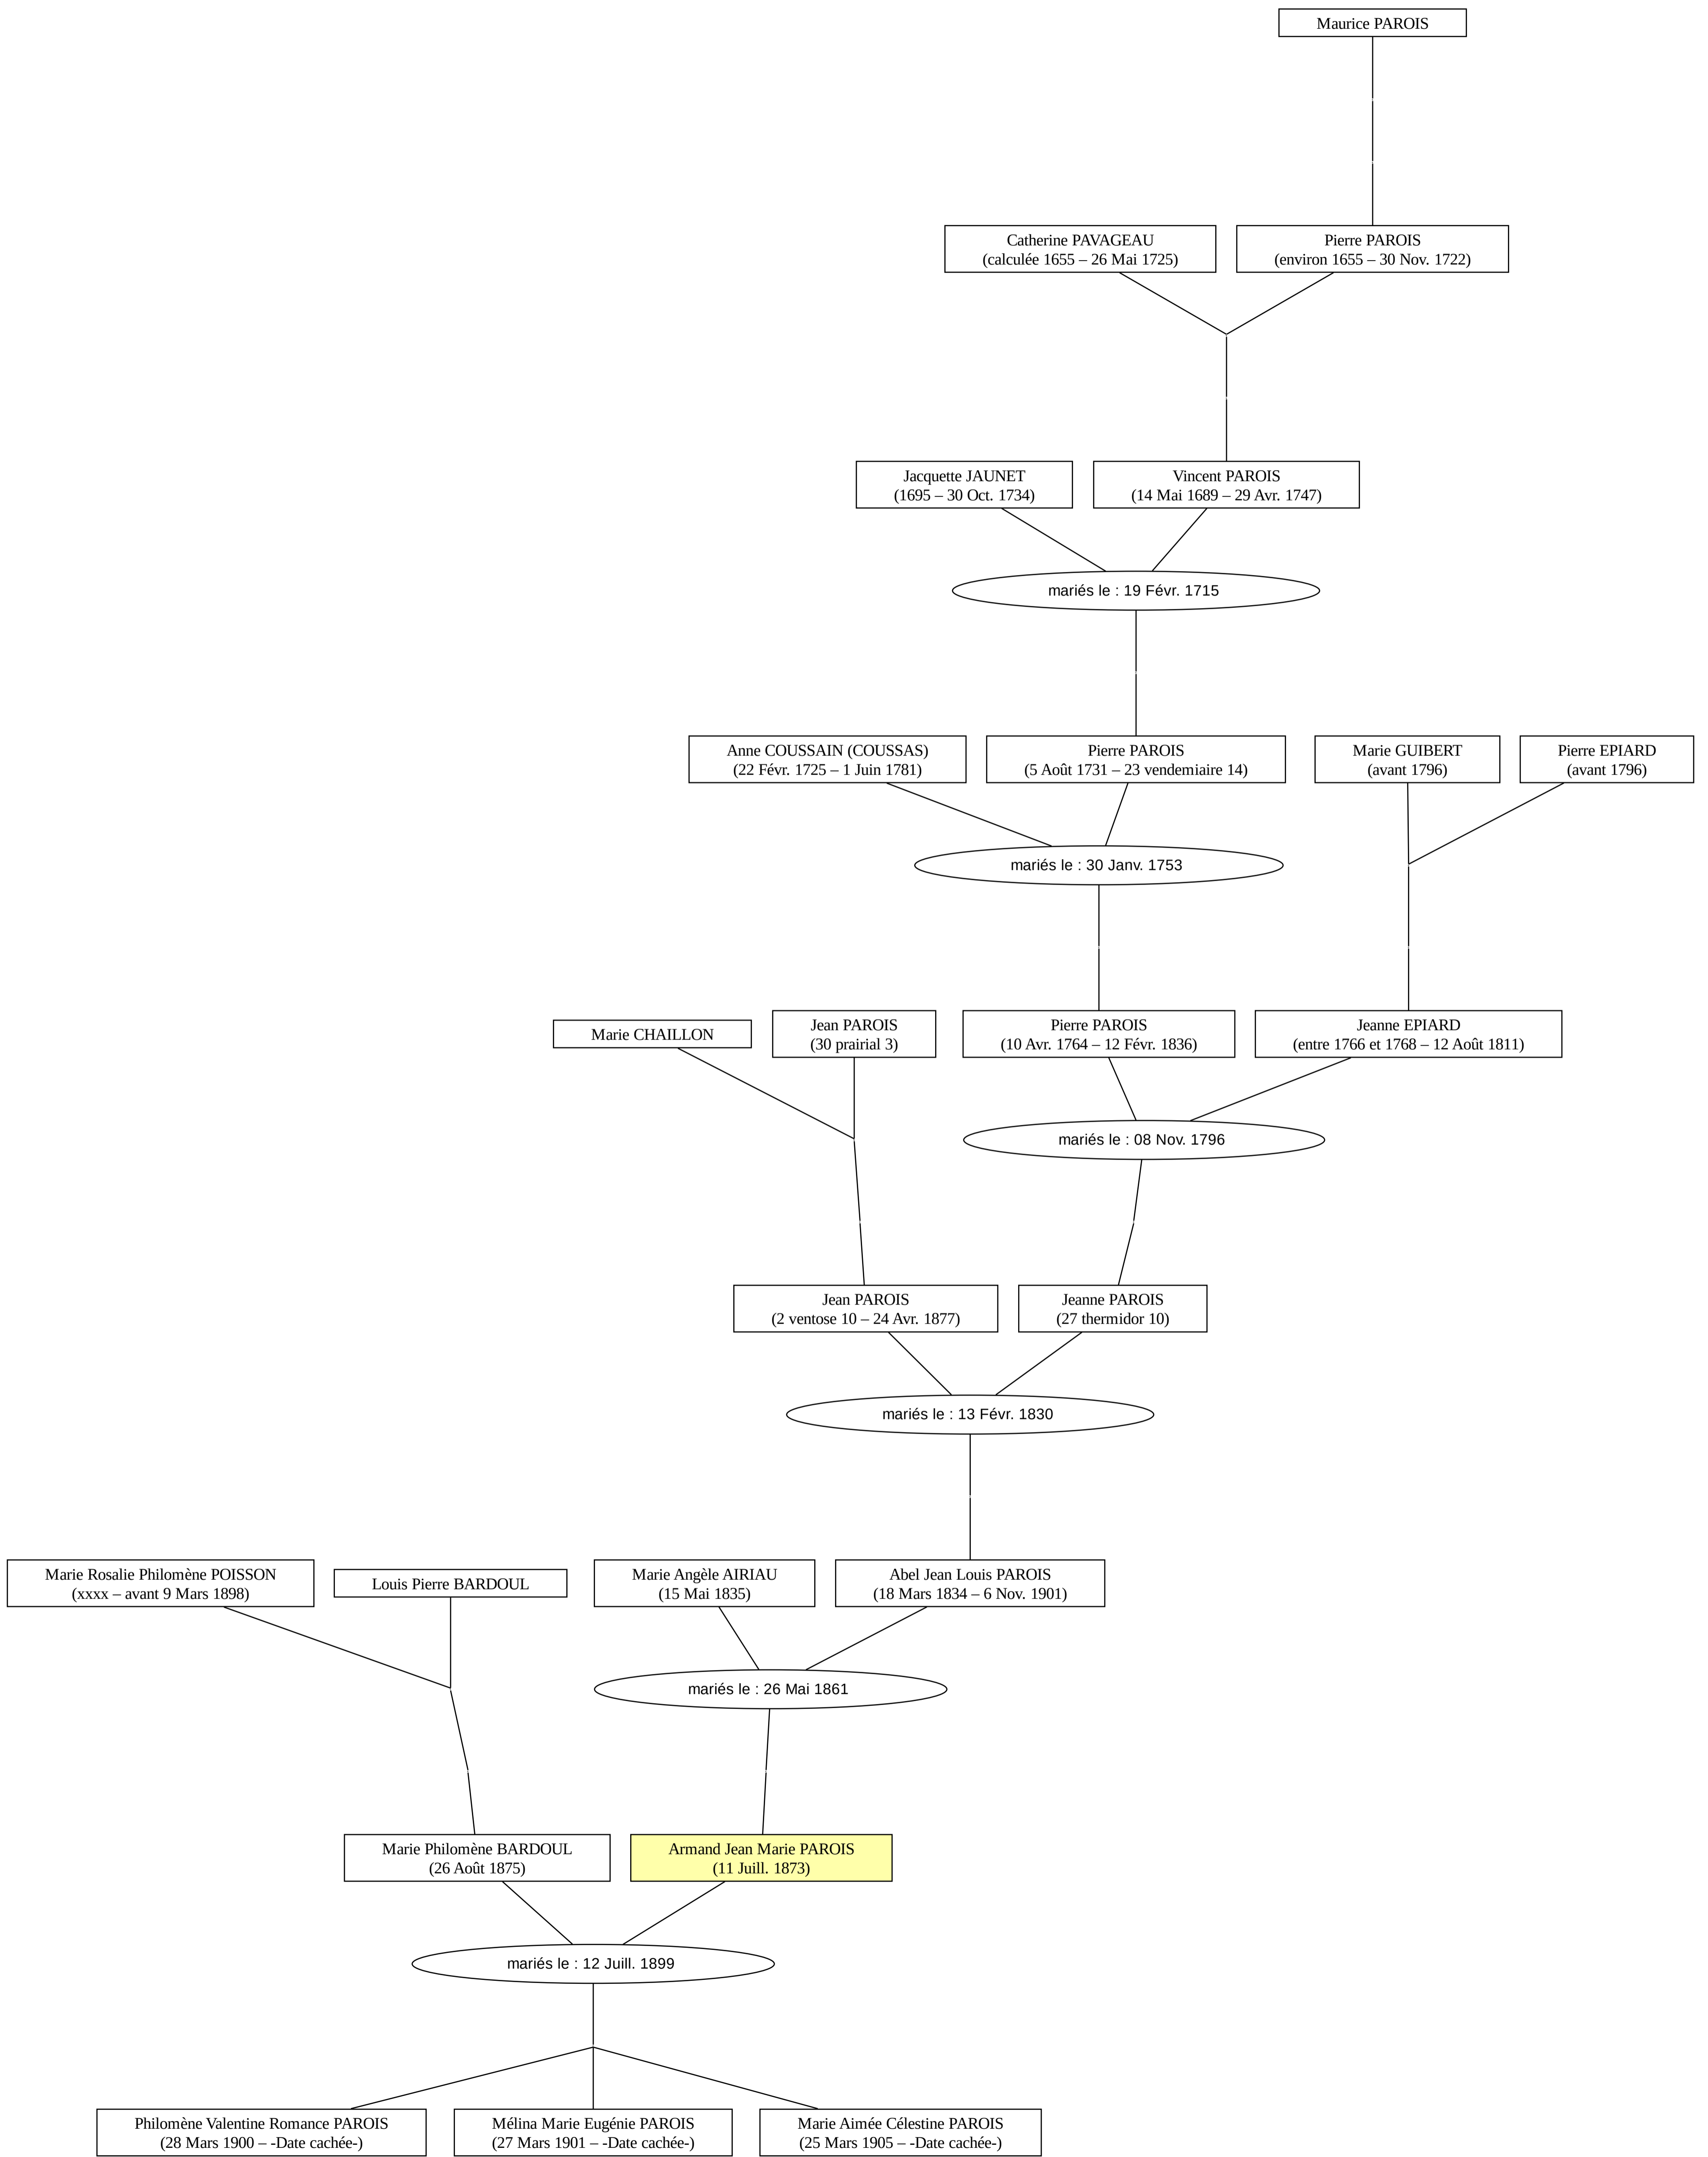 Maurice PAROIS
Catherine PAVAGEAU
(calculée 1655 – 26 Mai 1725)
Pierre PAROIS
(environ 1655 – 30 Nov. 1722)
Jacquette JAUNET
(1695 – 30 Oct. 1734)
Vincent PAROIS
(14 Mai 1689 – 29 Avr. 1747)
mariés le : 19 Févr. 1715
Anne COUSSAIN (COUSSAS)
(22 Févr. 1725 – 1 Juin 1781)
Pierre PAROIS
(5 Août 1731 – 23 vendemiaire 14)
Marie GUIBERT
(avant 1796)
Pierre EPIARD
(avant 1796)
mariés le : 30 Janv. 1753
Marie CHAILLON
Jean PAROIS
(30 prairial 3)
Pierre PAROIS
(10 Avr. 1764 – 12 Févr. 1836)
Jeanne EPIARD
(entre 1766 et 1768 – 12 Août 1811)
mariés le : 08 Nov. 1796
Jean PAROIS
(2 ventose 10 – 24 Avr. 1877)
Jeanne PAROIS
(27 thermidor 10)
mariés le : 13 Févr. 1830
Marie Rosalie Philomène POISSON
(xxxx – avant 9 Mars 1898)
Louis Pierre BARDOUL
Marie Angèle AIRIAU
(15 Mai 1835)
Abel Jean Louis PAROIS
(18 Mars 1834 – 6 Nov. 1901)
mariés le : 26 Mai 1861
Marie Philomène BARDOUL
(26 Août 1875)
Armand Jean Marie PAROIS
(11 Juill. 1873)
mariés le : 12 Juill. 1899
Philomène Valentine Romance PAROIS
(28 Mars 1900 – -Date cachée-)
Mélina Marie Eugénie PAROIS
(27 Mars 1901 – -Date cachée-)
Marie Aimée Célestine PAROIS
(25 Mars 1905 – -Date cachée-)